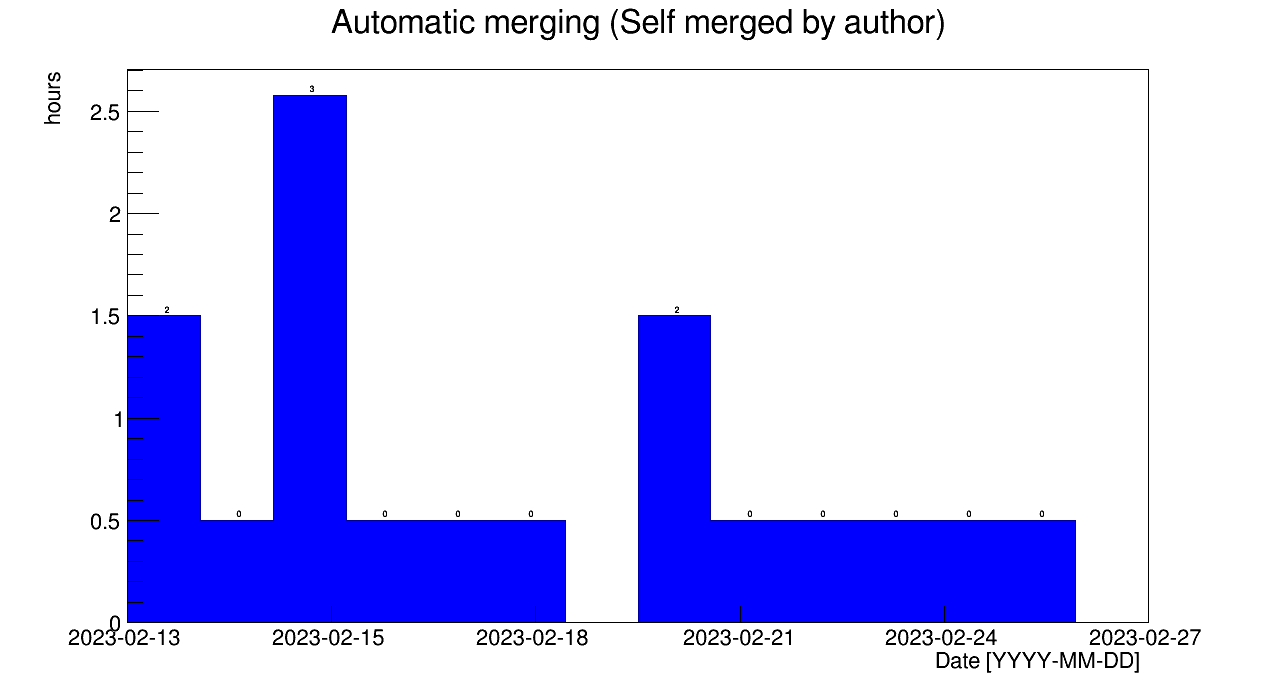 Automatic merging (Self merged by author)
hours
2.5
2
1.5
1
0.5
0
2 0 3 0 0 0 2 0 0 0 0 0
2023-02-13 2023-02-15 2023-02-18 2023-02-21 2023-02-24 2023-02-27
Date [YYYY-MM-DD]